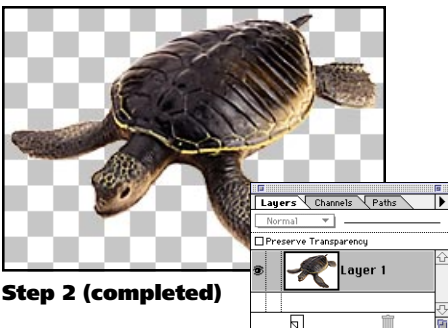 Layers Channels Paths
Normal
Preserve Transparency
Layer 1
Step 2 (completed)